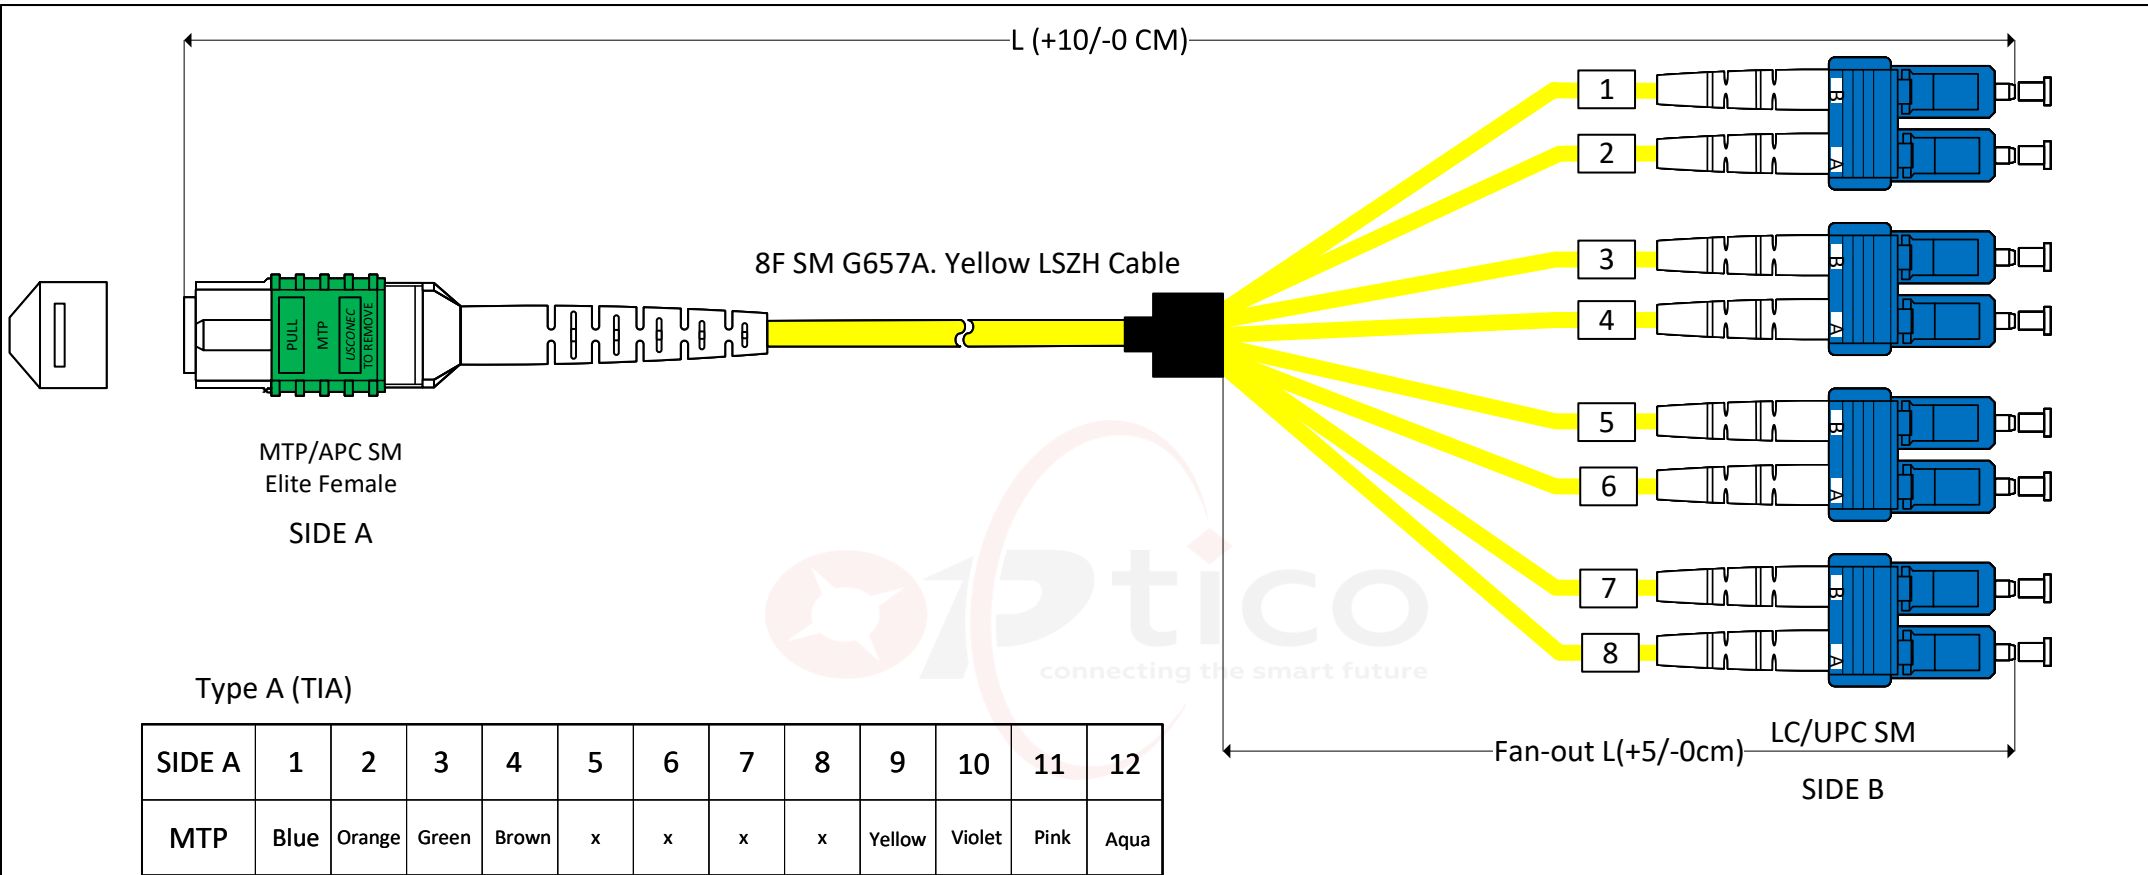 L (+10/-0 CM)
1
B
2
A
8F SM G657A. Yellow LSZH Cable
3
B
4
A
PULL
MTP
USCONEC
TO REMOVE
5
B
6
A
MTP/APC SM
Elite Female
SIDE A
7
B
8
A
optico
connecting the smart future
Type A (TIA)
LC/UPC SM
Fan-out L(+5/-0cm)
SIDE B
SIDE A 1 2 3 4 5 6 7 8 9 10 11 12
MTP Blue Orange Green Brown x x x x Yellow Violet Pink Aqua